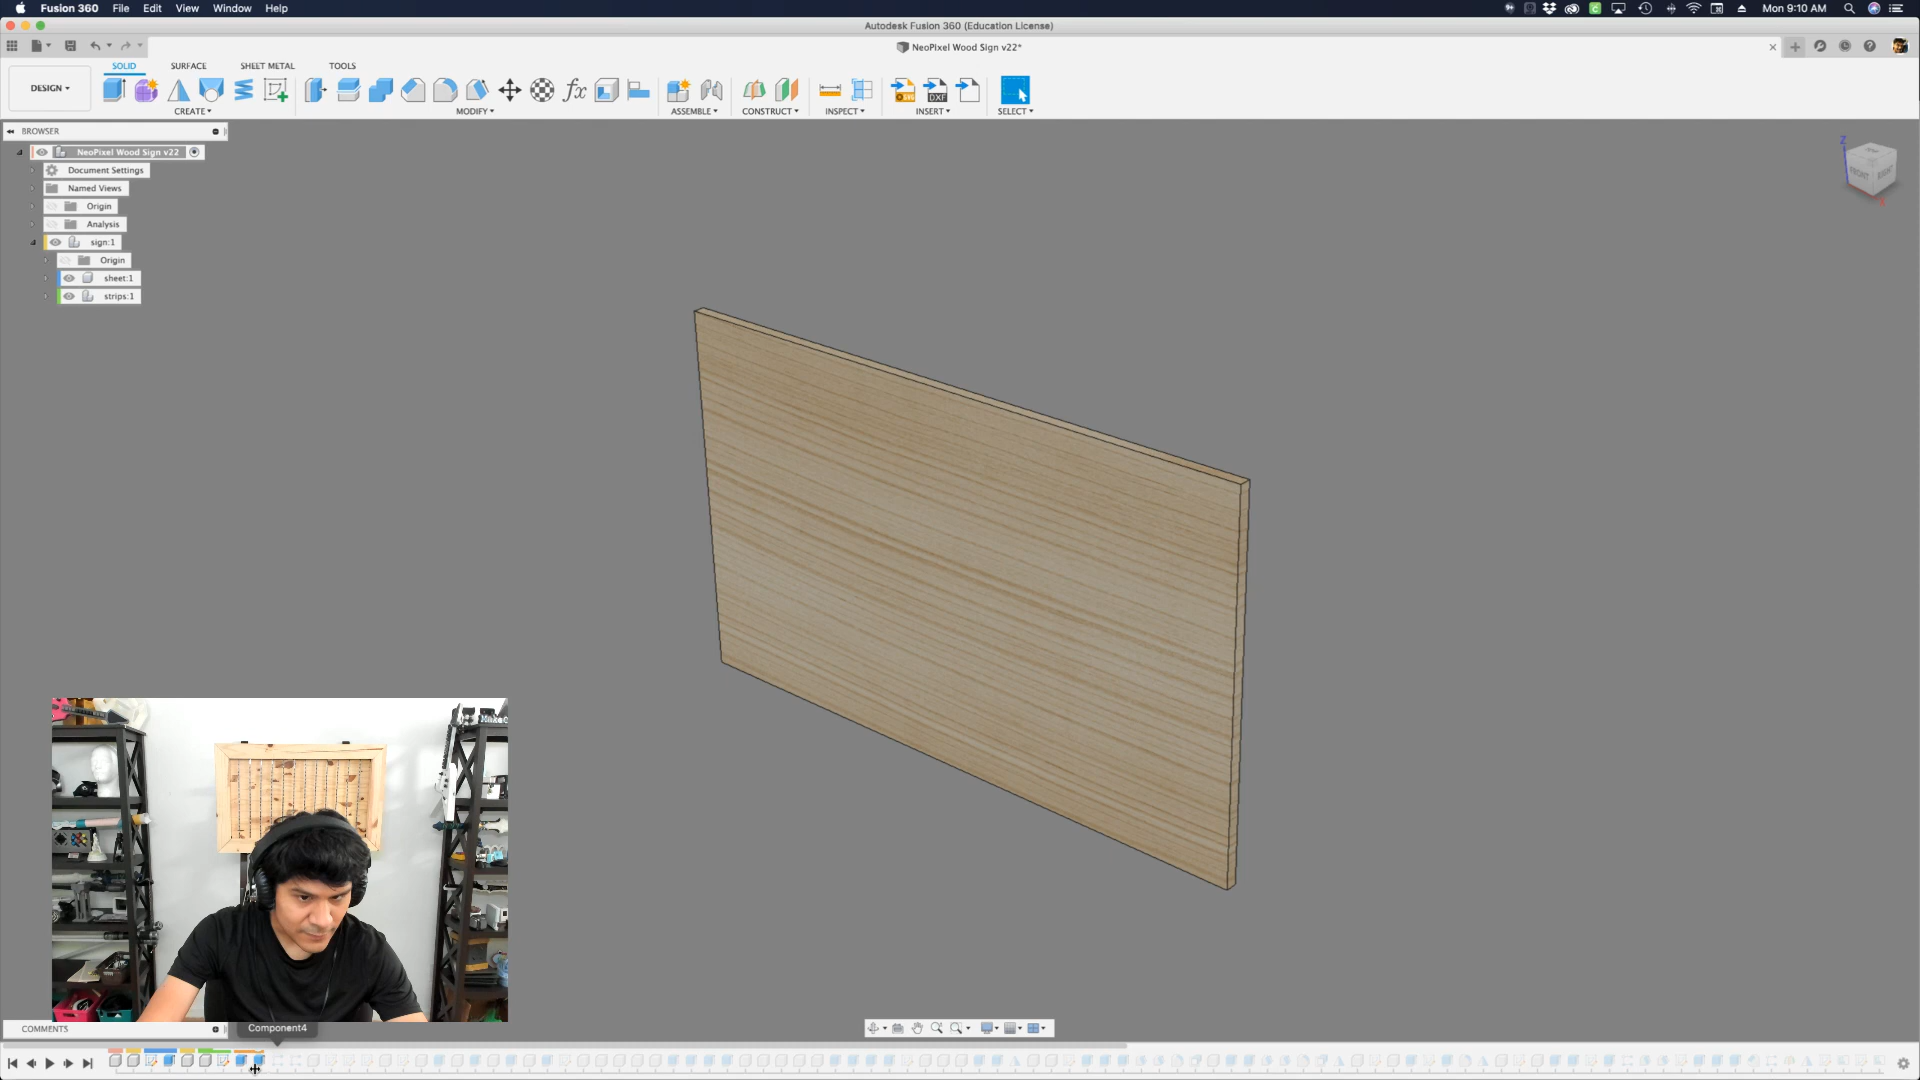 Fusion 360 File Edit View Window Help Mon 9:10 AM
Autodesk Fusion 360 (Education License)
NeoPixel Wood Sign v22*
SOLID SURFACE SHEET METAL TOOLS
DESIGN
CREATE MODIFY ASSEMBLE CONSTRUCT INSPECT INSERT SELECT
BROWSER
NeoPixel Wood Sign v22
Document Settings
Named Views
Origin
Analysis
sign:1
Origin
sheet:1
strips:1
Z
FRONT RIGHT
X
COMMENTS
Component4